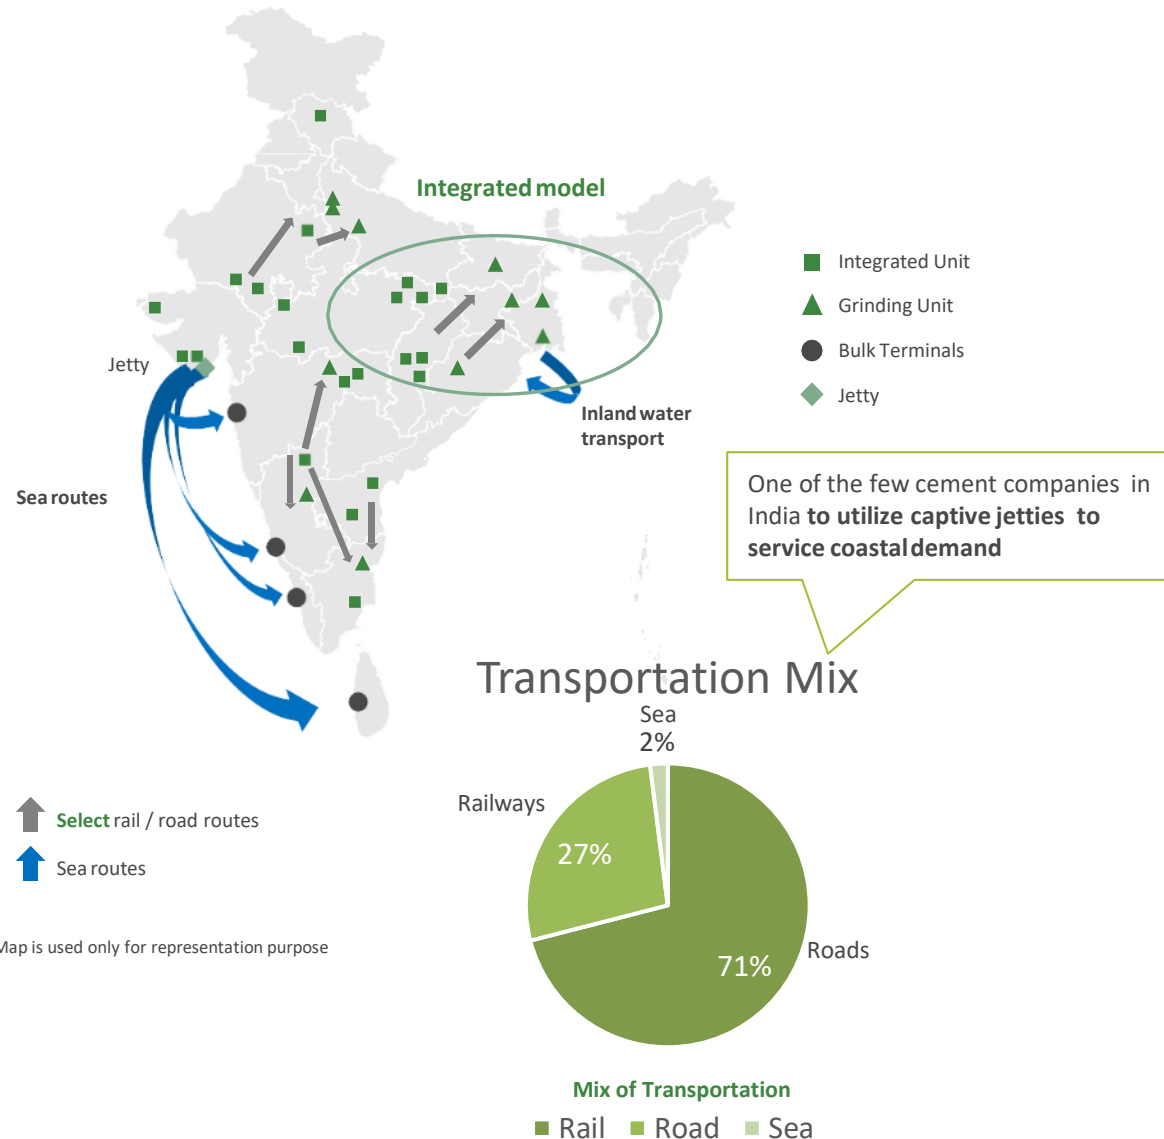 Integrated model
Integrated Unit
Grinding Unit
Bulk Terminals
Jetty
Jetty
Inland water
transport
Sea routes
One of the few cement companies in
India to utilize captive jetties to
service coastal demand
Transportation Mix
Sea
2%
Railways
27%
71%
Roads
Select rail / road routes
Sea routes
Map is used only for representation purpose
Mix of Transportation
Rail Road Sea